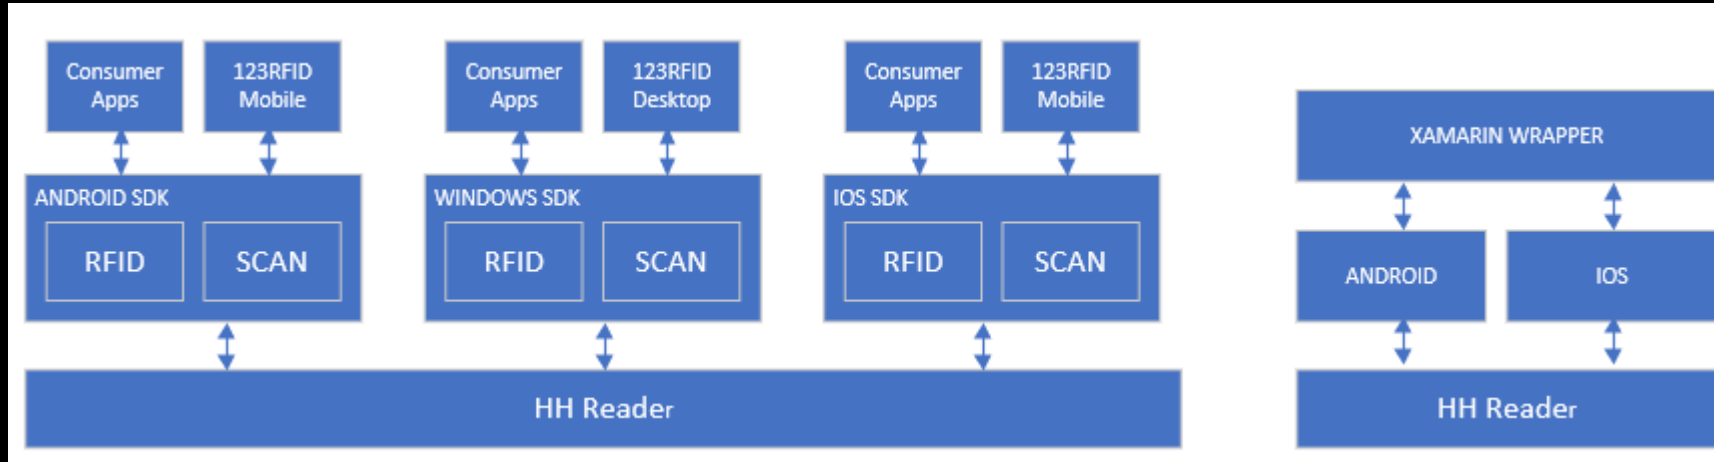 Consumer
Apps
123RFID
Mobile
ANDROID SDK
RFID
SCAN
Consumer
Apps
123RFID
Desktop
WINDOWS SDK
RFID
SCAN
Consumer
Apps
123RFID
Mobile
IOS SDK
RFID
SCAN
HH Reader
XAMARIN WRAPPER
ANDROID
IOS
HH Reader